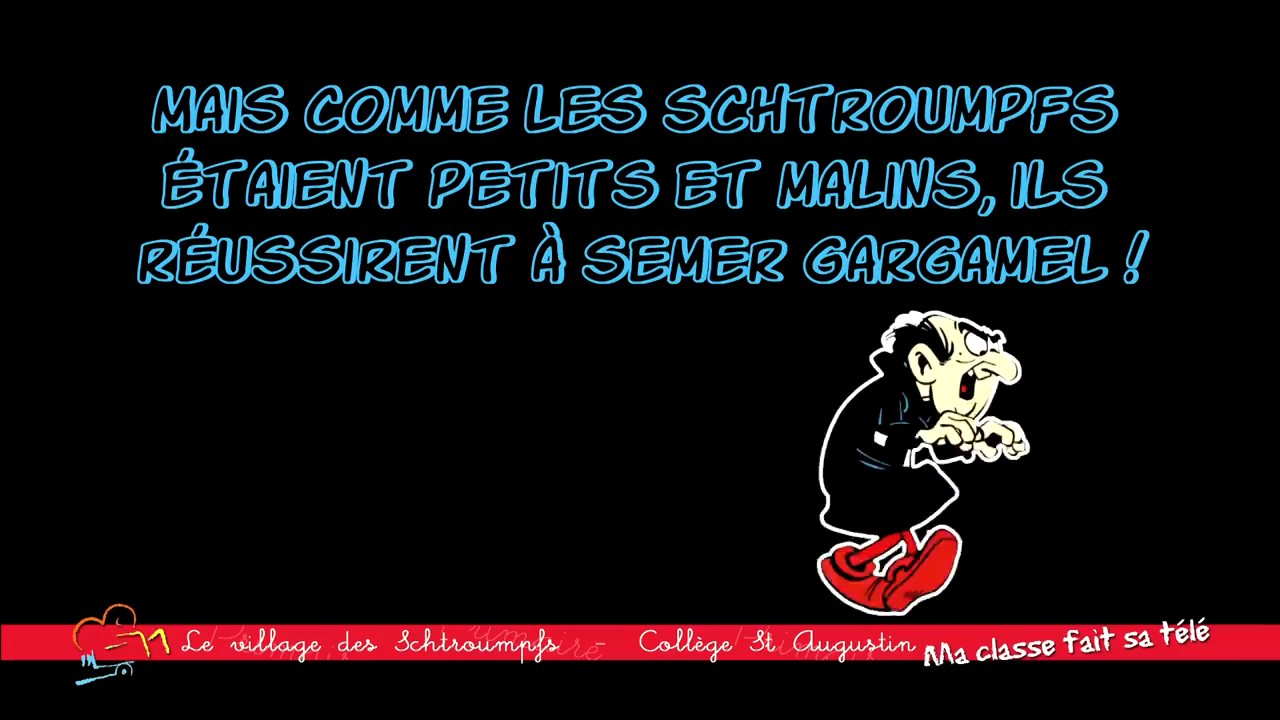 MAIS COMME LES SCHTROUMPFS
ÉTAIENT PETITS ET MALINS, ILS
RÉUSSIRENT À SEMER GARGAMEL !
Le village des Schtroumpfs Collège St Augustin Ma classe fait sa télé